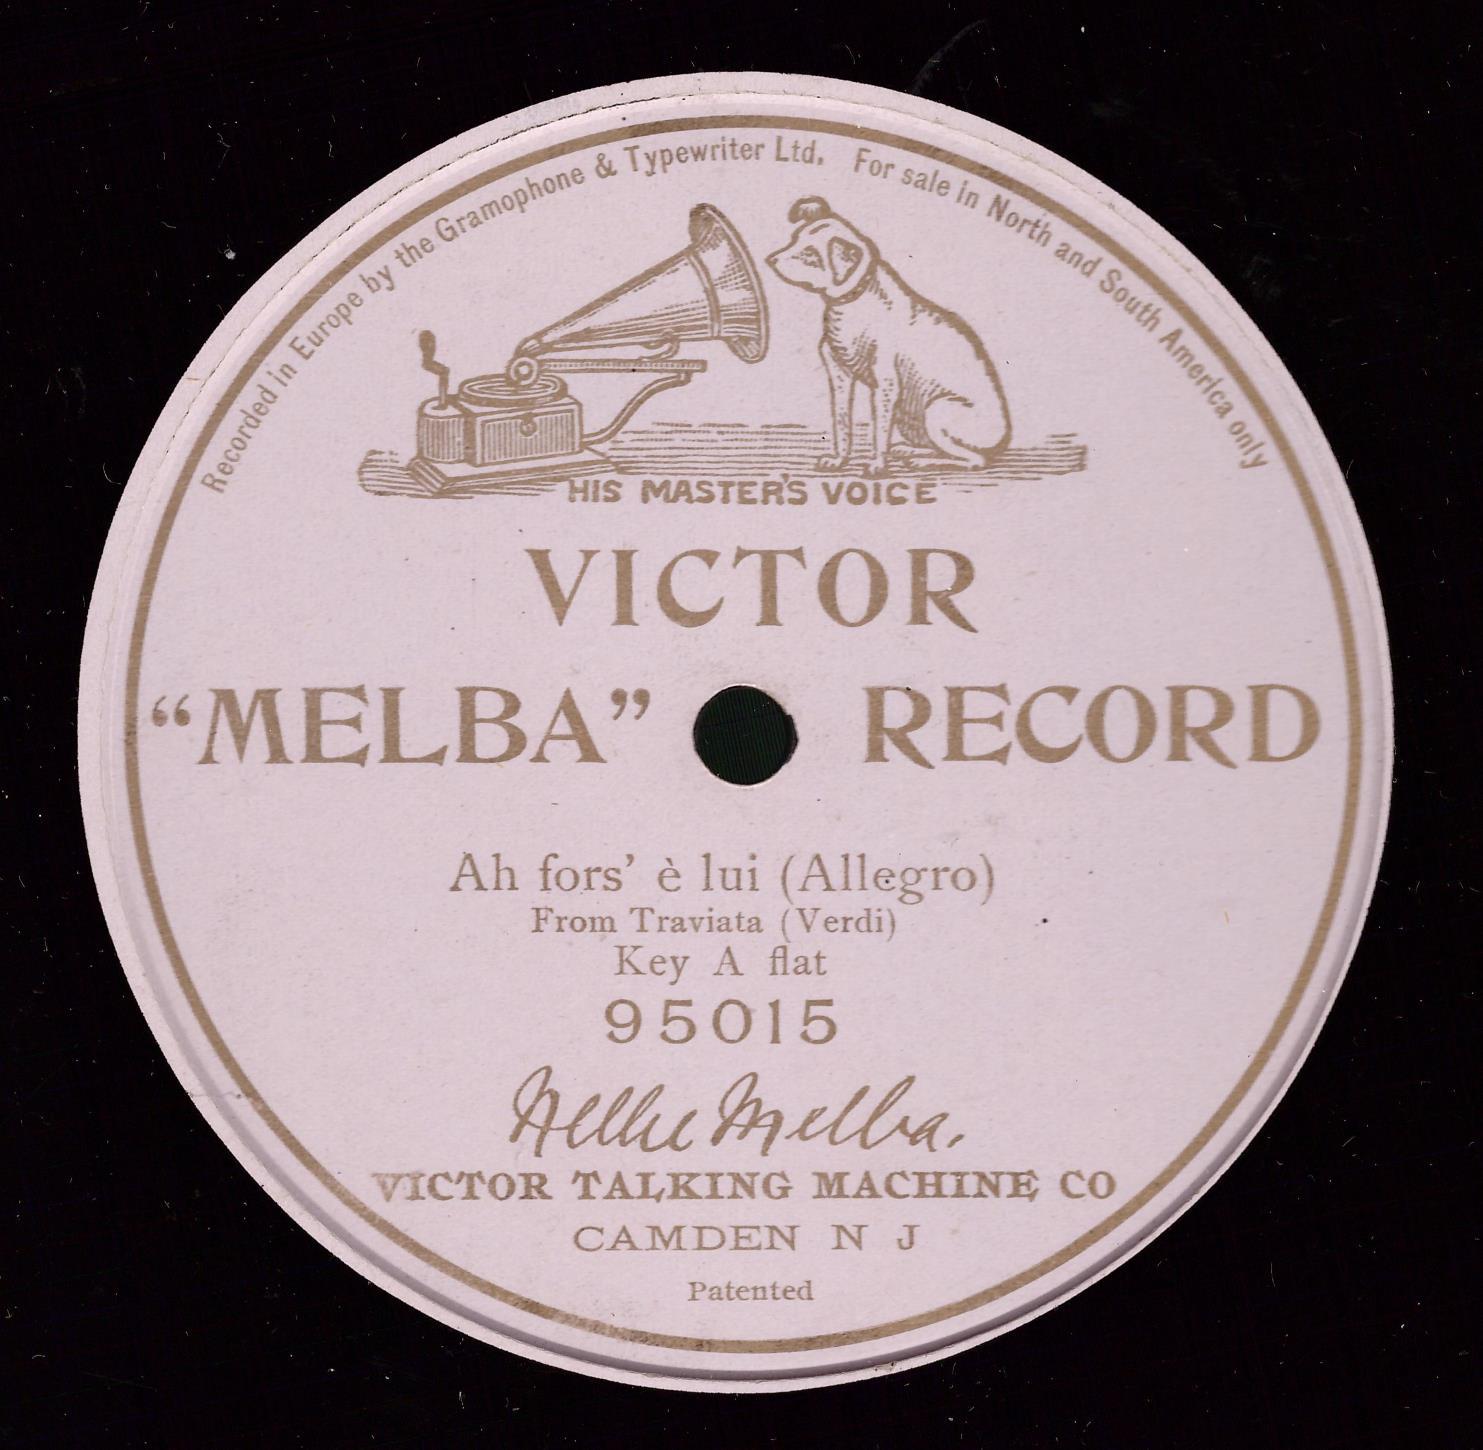 Recorded in Europe by the Gramophone & Typewriter Ltd. For sale in North and South America only
HIS MASTER'S VOICE
VICTOR
“MELBA” RECORD
Ah fors’ è lui (Allegro)
From Traviata (Verdi)
Key A flat
95015
Nellie Melba.
VICTOR TALKING MACHINE CO
CAMDEN N J
Patented